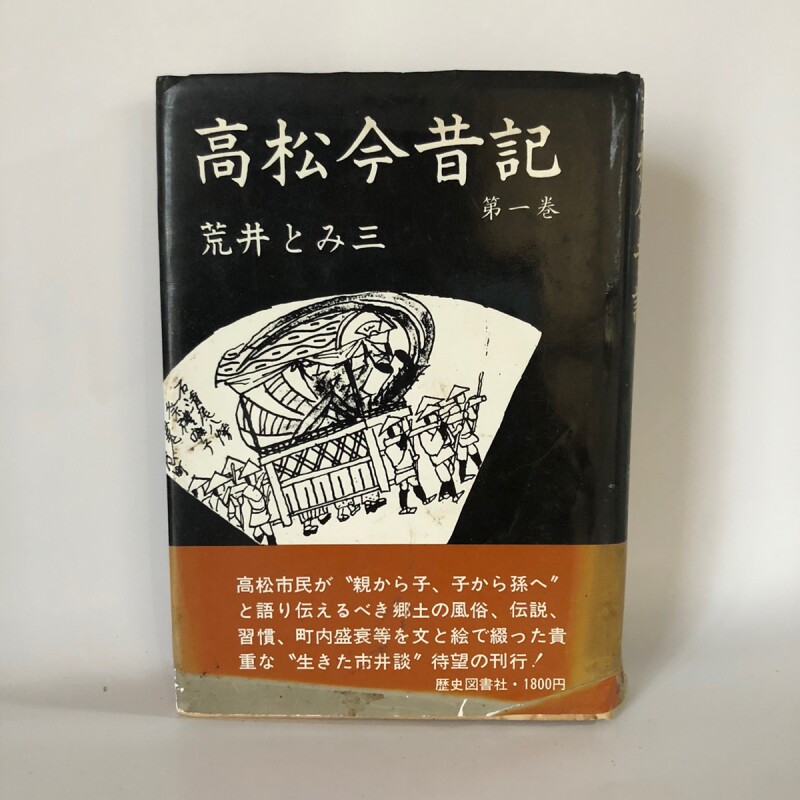 高松今昔記
第一巻
荒井とみ三
高松市民が〝親から子、子から孫へ〟
と語り伝えるべき郷土の風俗、伝説、
習慣、町内盛衰等を文と絵で綴った貴
重な〝生きた市井談〟待望の刊行！
歴史図書社・1800円